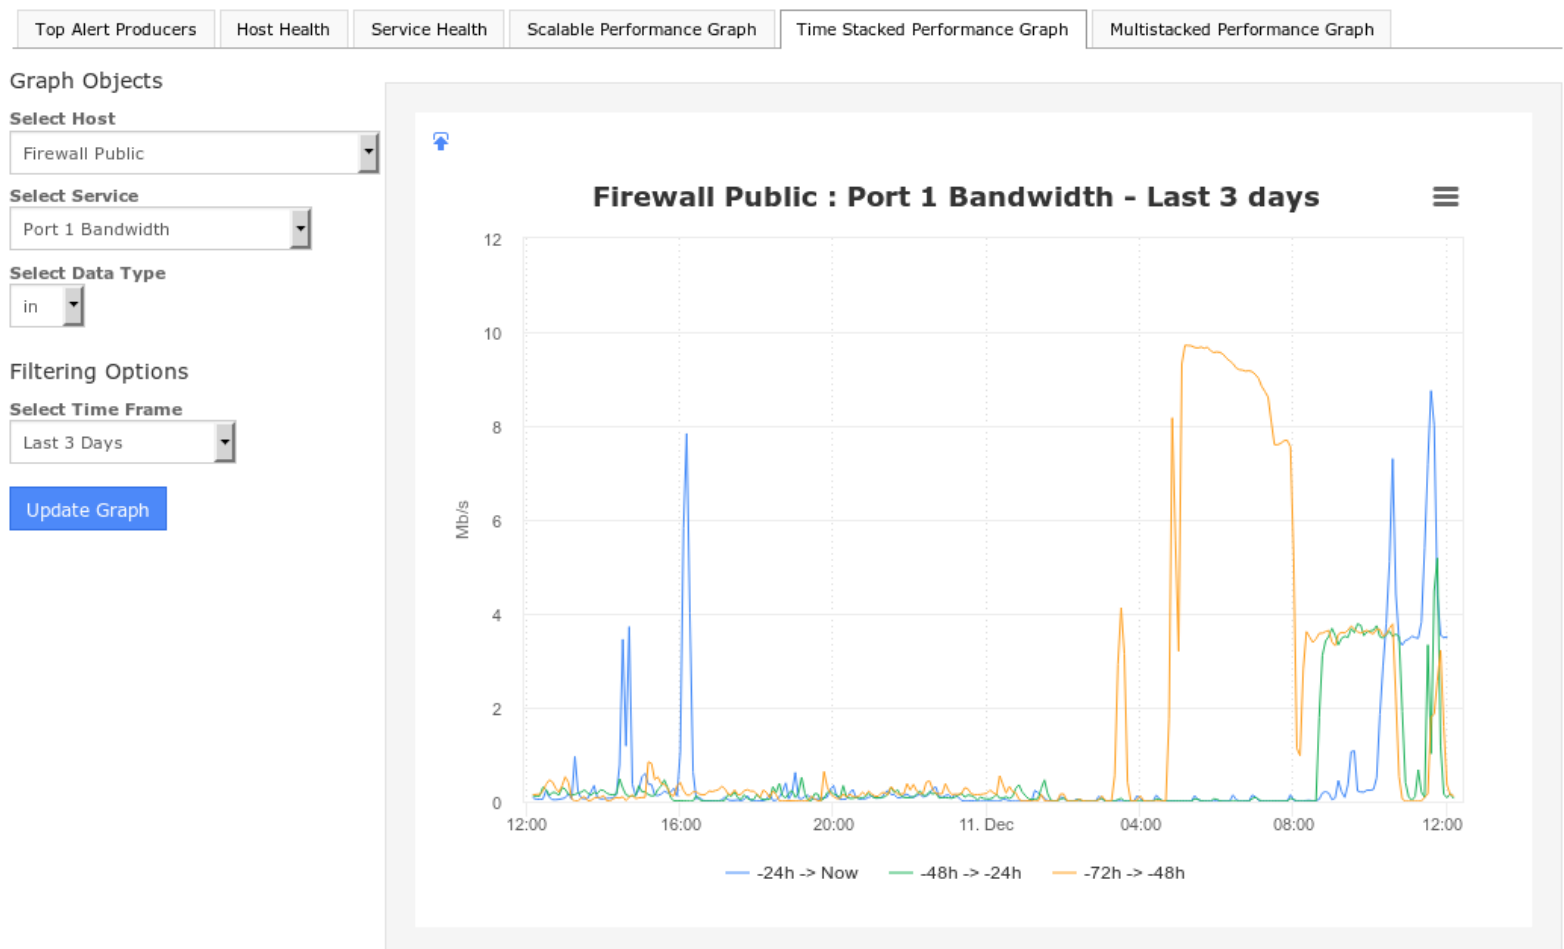 Top Alert Producers
Host Health
Service Health
Scalable Performance Graph
Time Stacked Performance Graph
Multistacked Performance Graph
Graph Objects
Select Host
Firewall Public
Select Service
Port 1 Bandwidth
Select Data Type
in
Filtering Options
Select Time Frame
Last 3 Days
Update Graph
Firewall Public : Port 1 Bandwidth - Last 3 days
Mb/s
12
10
8
6
4
2
0
12:00
16:00
20:00
11. Dec
04:00
08:00
12:00
-24h -> Now
-48h -> -24h
-72h -> -48h